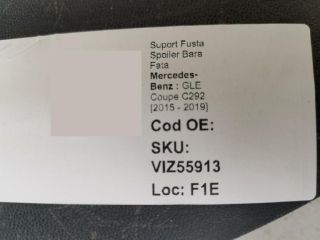 Suport Fusta
Spoiler Bara
Fata
Mercedes-
Benz : GLE
Coupe C292
[2015 - 2019]
Cod OE:
SKU:
VIZ55913
Loc: F1E